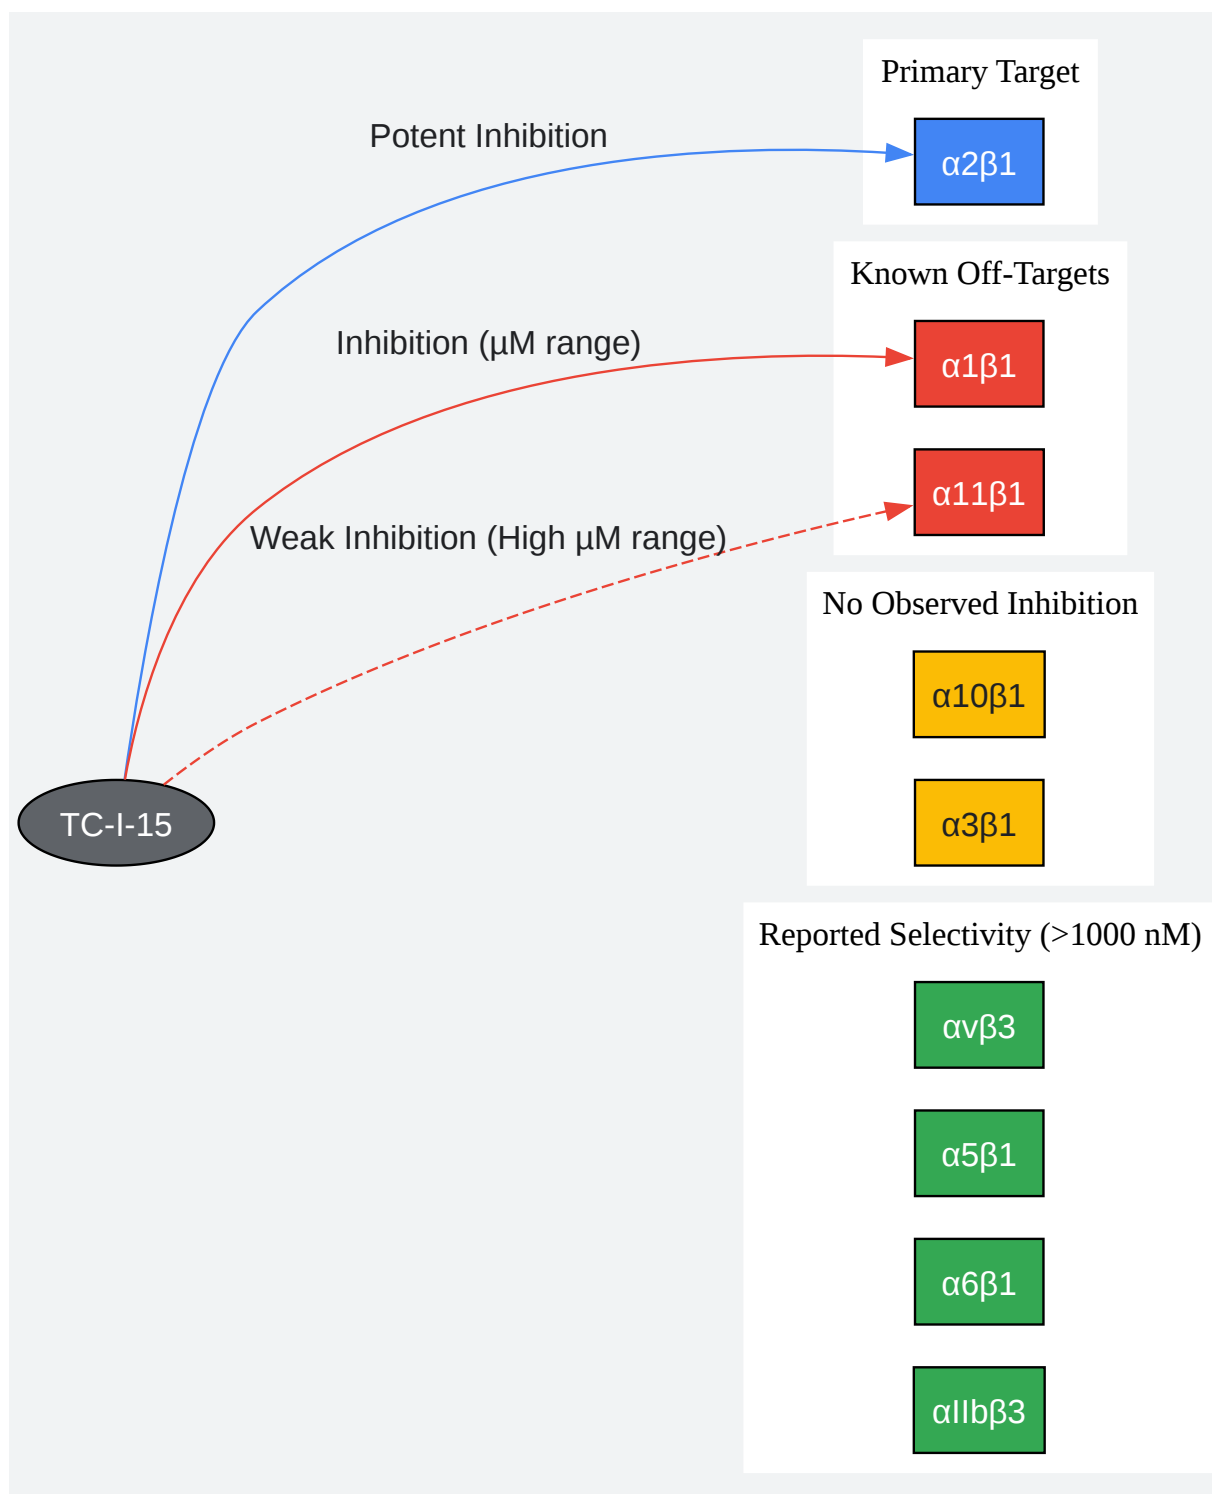 Primary Target
Potent Inhibition
α2β1
Known Off-Targets
Inhibition (µM range)
α1β1
α11β1
Weak Inhibition (High µM range)
No Observed Inhibition
α10β1
TC-I-15
α3β1
Reported Selectivity (>1000 nM)
αvβ3
α5β1
α6β1
αIIbβ3